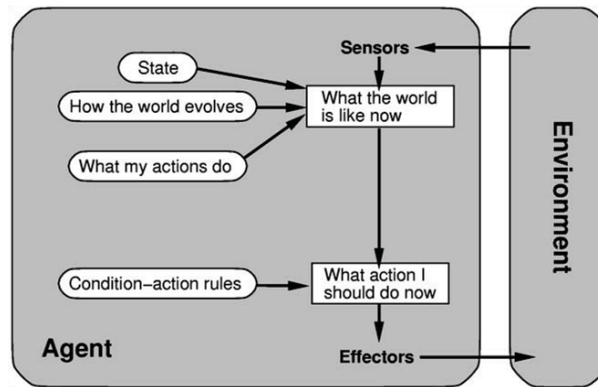 Sensors
State
How the world evolves
What the world
is like now
What my actions do
Condition–action rules
What action I
should do now
Agent
Effectors
Environment